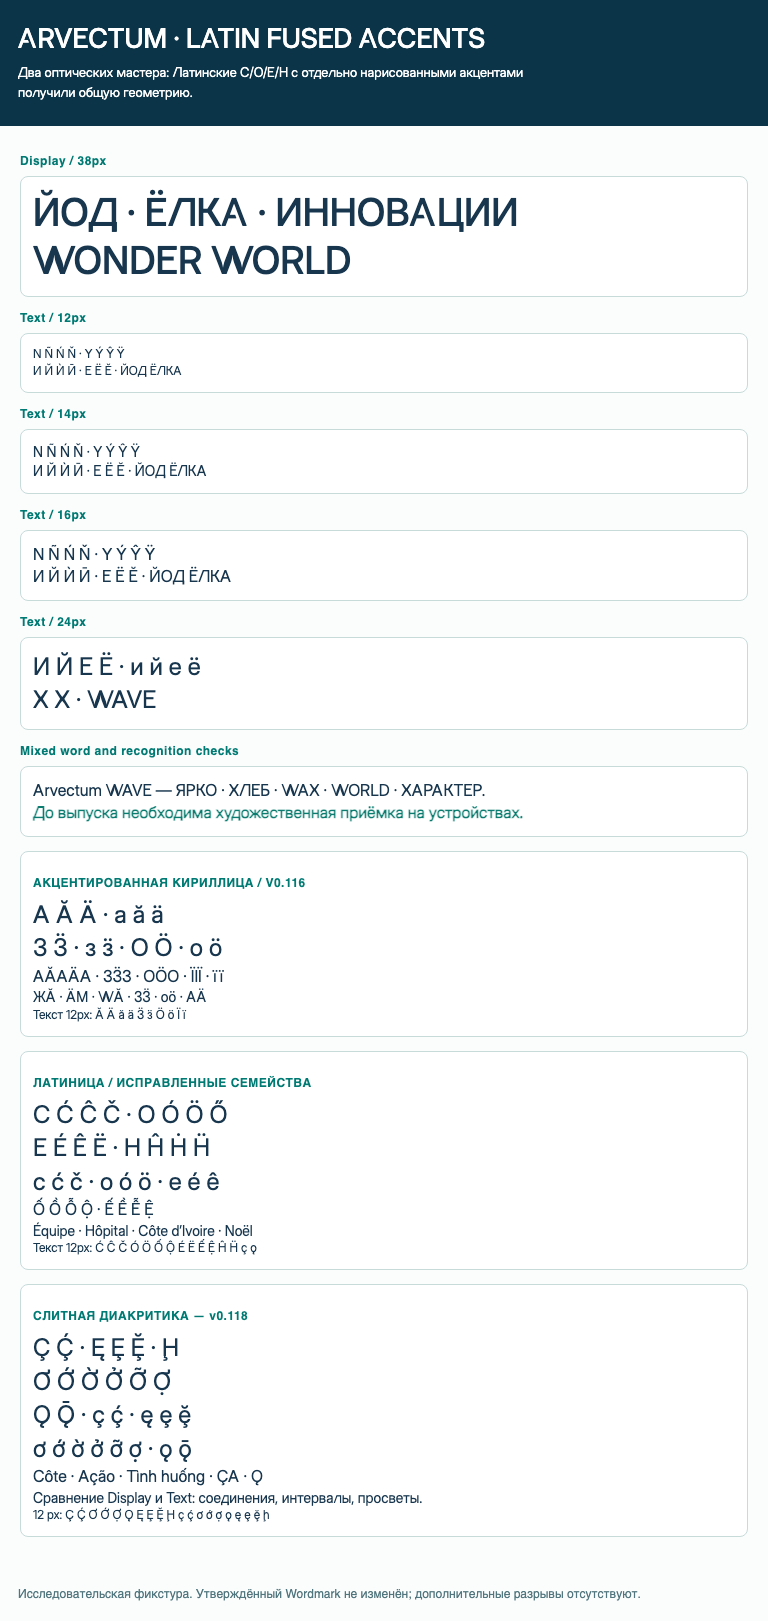 ARVECTUM · LATIN FUSED ACCENTS
Два оптических мастера: Латинские C/O/E/H с отдельно нарисованными акцентами
получили общую геометрию.
Display / 38px
ЙОД · ЁЛКА · ИННОВАЦИИ
WONDER WORLD
Text / 12px
N Ñ Ń Ň · Y Ý Ŷ Ÿ
И Й Ѝ Ӣ · Е Ё Ӗ · ЙОД ЁЛКА
Text / 14px
N Ñ Ń Ň · Y Ý Ŷ Ÿ
И Й Ѝ Ӣ · Е Ё Ӗ · ЙОД ЁЛКА
Text / 16px
N Ñ Ń Ň · Y Ý Ŷ Ÿ
И Й Ѝ Ӣ · Е Ё Ӗ · ЙОД ЁЛКА
Text / 24px
И Й Е Ё · и й е ё
X Х · WAVE
Mixed word and recognition checks
Arvectum WAVE — ЯРКО · ХЛЕБ · WAX · WORLD · ХАРАКТЕР.
До выпуска необходима художественная приёмка на устройствах.
АКЦЕНТИРОВАННАЯ КИРИЛЛИЦА / V0.116
А Ӑ Ӓ · а ӑ ӓ
З Ӟ · з ӟ · О Ӧ · о ӧ
АӐАӒА · ЗӞЗ · ОӦО · ЇЇЇ · її
ЖӐ · ӒМ · WӐ · ЗӞ · оӧ · АӒ
Текст 12px: Ӑ Ӓ ӑ ӓ Ӟ ӟ Ӧ ӧ Ї ї
ЛАТИНИЦА / ИСПРАВЛЕННЫЕ СЕМЕЙСТВА
C Ć Ĉ Č · O Ó Ö Ő
E É Ê Ë · H Ĥ Ḣ Ḧ
c ć č · o ó ö · e é ê
Ố Ồ Ỗ Ộ · Ế Ề Ễ Ệ
Équipe · Hôpital · Côte d’Ivoire · Noël
Текст 12px: Ć Ĉ Č Ó Ö Ố Ộ É Ë Ế Ệ Ĥ Ḧ ç ǫ
СЛИТНАЯ ДИАКРИТИКА — v0.118
Ç Ḉ · Ę Ȩ Ḝ · Ḩ
Ơ Ớ Ờ Ở Ỡ Ợ
Ǫ Ǭ · ç ḉ · ę ȩ ḝ
ơ ớ ờ ở ỡ ợ · ǫ ǭ
Côte · Ação · Tình huống · ÇA · Ǫ
Сравнение Display и Text: соединения, интервалы, просветы.
12 px: Ç Ḉ Ơ Ớ Ợ Ǫ Ę Ȩ Ḝ Ḩ ç ḉ ơ ớ ợ ǫ ę ȩ ḝ ḩ
Исследовательская фикстура. Утверждённый Wordmark не изменён; дополнительные разрывы отсутствуют.